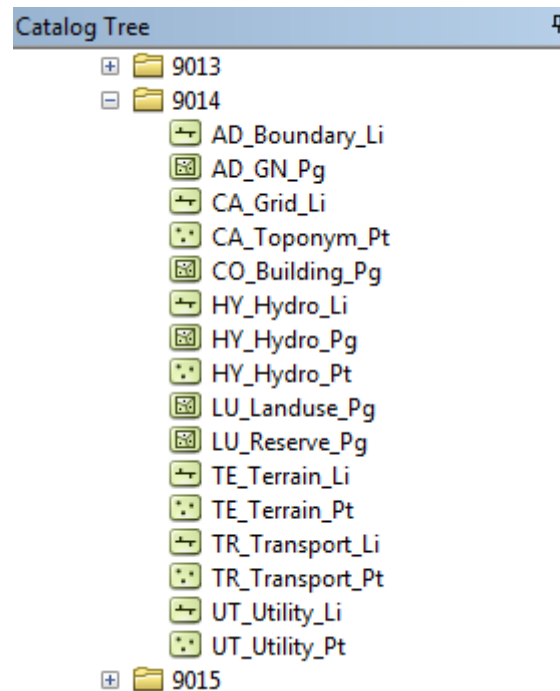 Catalog Tree
9013
9014
AD_Boundary_Li
AD_GN_Pg
CA_Grid_Li
CA_Toponym_Pt
CO_Building_Pg
HY_Hydro_Li
HY_Hydro_Pg
HY_Hydro_Pt
LU_Landuse_Pg
LU_Reserve_Pg
TE_Terrain_Li
TE_Terrain_Pt
TR_Transport_Li
TR_Transport_Pt
UT_Utility_Li
UT_Utility_Pt
9015